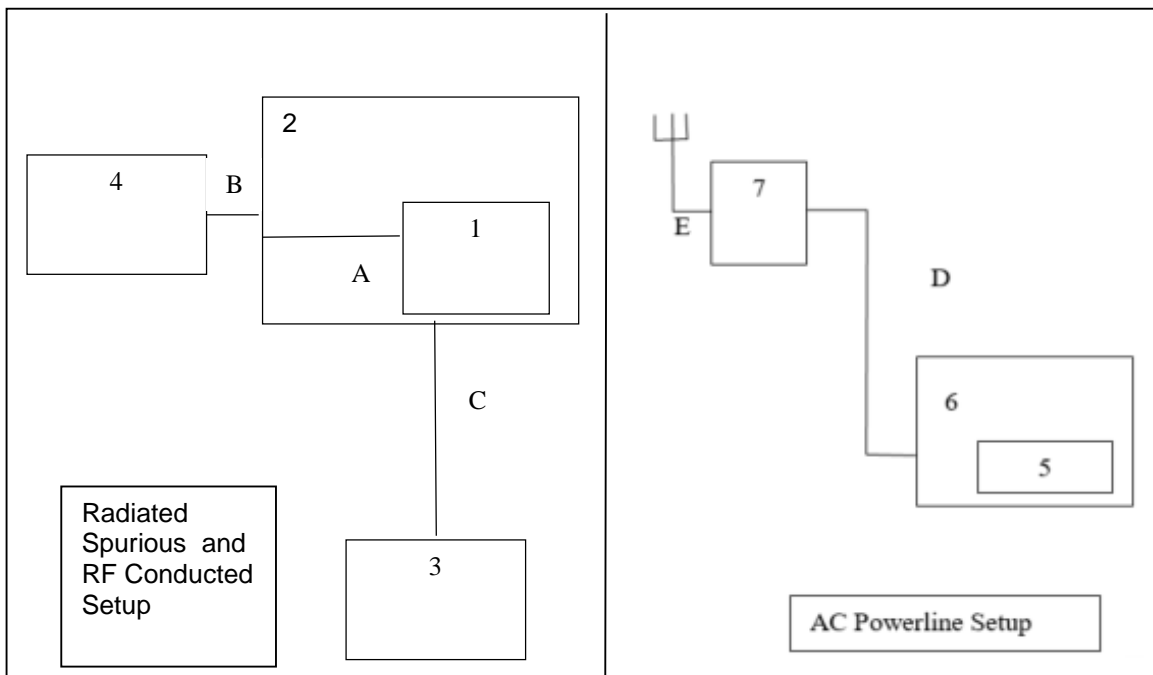 2
4
B
1
A
C
3
Radiated
Spurious and
RF Conducted
Setup
7
E
D
6
5
AC Powerline Setup